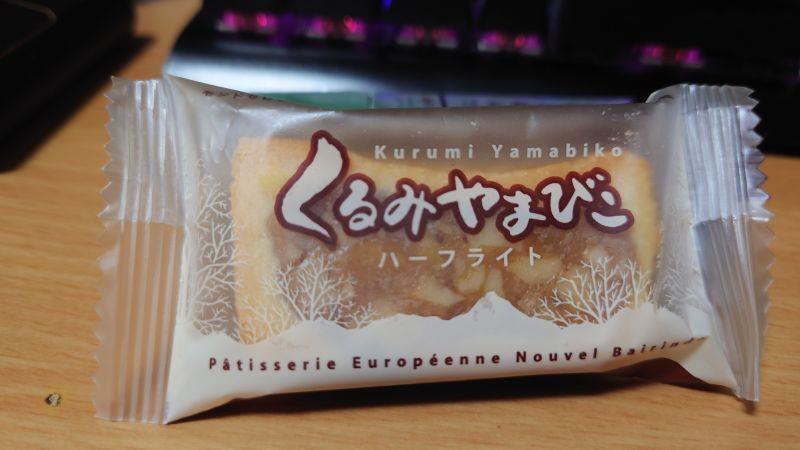 Kurumi Yamabiko
くるみやまびこ
ハーフライト
Pâtisserie Européenne Nouvel